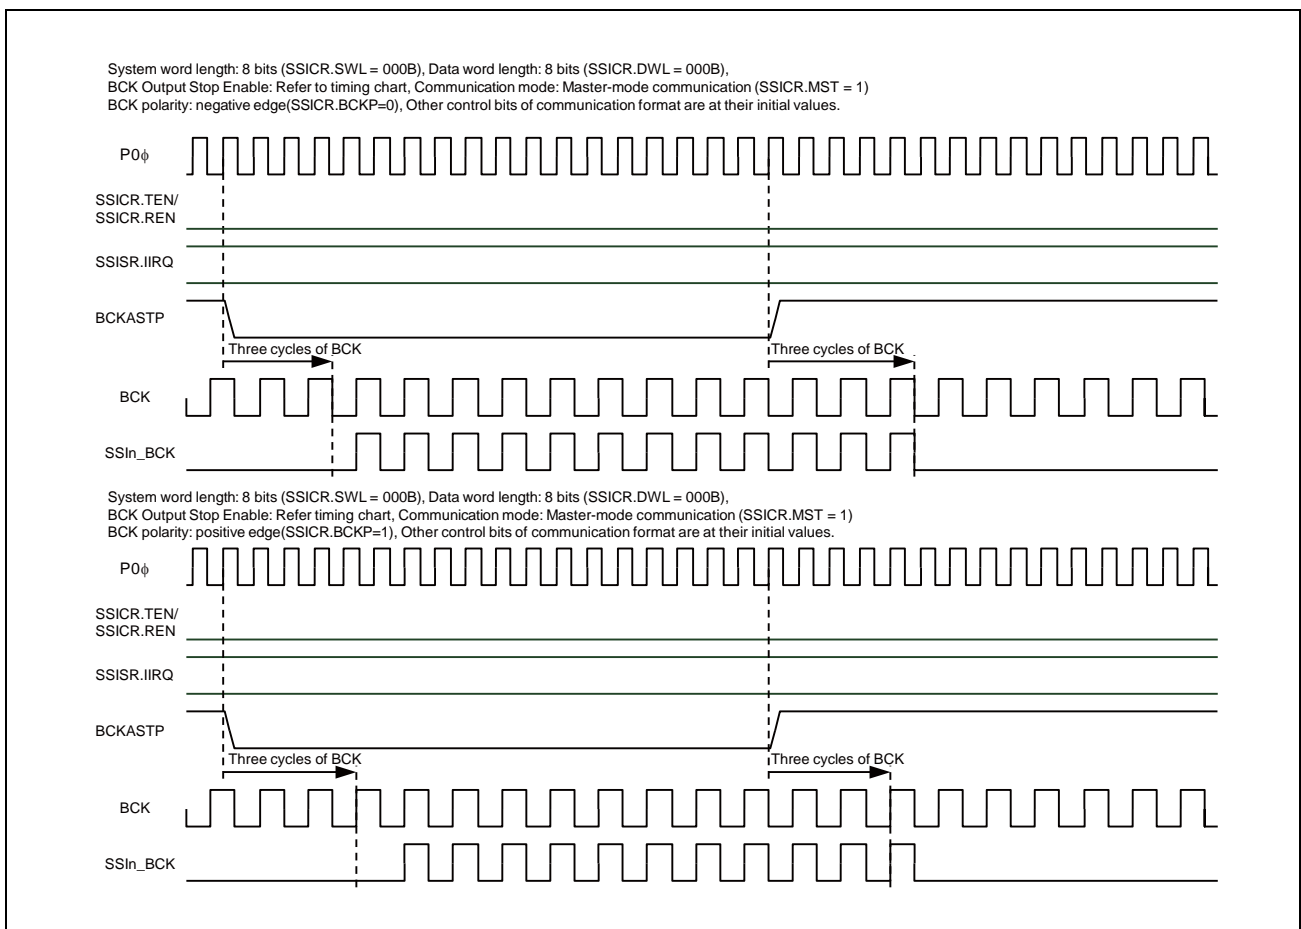 System word length: 8 bits (SSICR.SWL = 000B), Data word length: 8 bits (SSICR.DWL = 000B),
BCK Output Stop Enable: Refer to timing chart, Communication mode: Master-mode communication (SSICR.MST = 1)
BCK polarity: negative edge(SSICR.BCKP=0), Other control bits of communication format are at their initial values.
P0ϕ
SSICR.TEN/
SSICR.REN
SSISR.IIRQ
BCKASTP
Three cycles of BCK Three cycles of BCK
BCK
SSIn_BCK
System word length: 8 bits (SSICR.SWL = 000B), Data word length: 8 bits (SSICR.DWL = 000B),
BCK Output Stop Enable: Refer timing chart, Communication mode: Master-mode communication (SSICR.MST = 1)
BCK polarity: positive edge(SSICR.BCKP=1), Other control bits of communication format are at their initial values.
P0ϕ
SSICR.TEN/
SSICR.REN
SSISR.IIRQ
BCKASTP
Three cycles of BCK Three cycles of BCK
BCK
SSIn_BCK